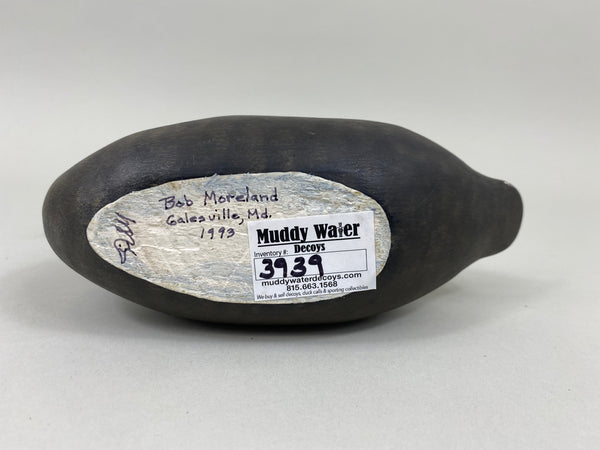 Bob Moreland
Galesville, Md.
1993
Muddy Water
Decoys
Inventory #:
3939
muddywaterdecoys.com
815.663.1568
We buy & sell decoys, duck calls & sporting collectibles